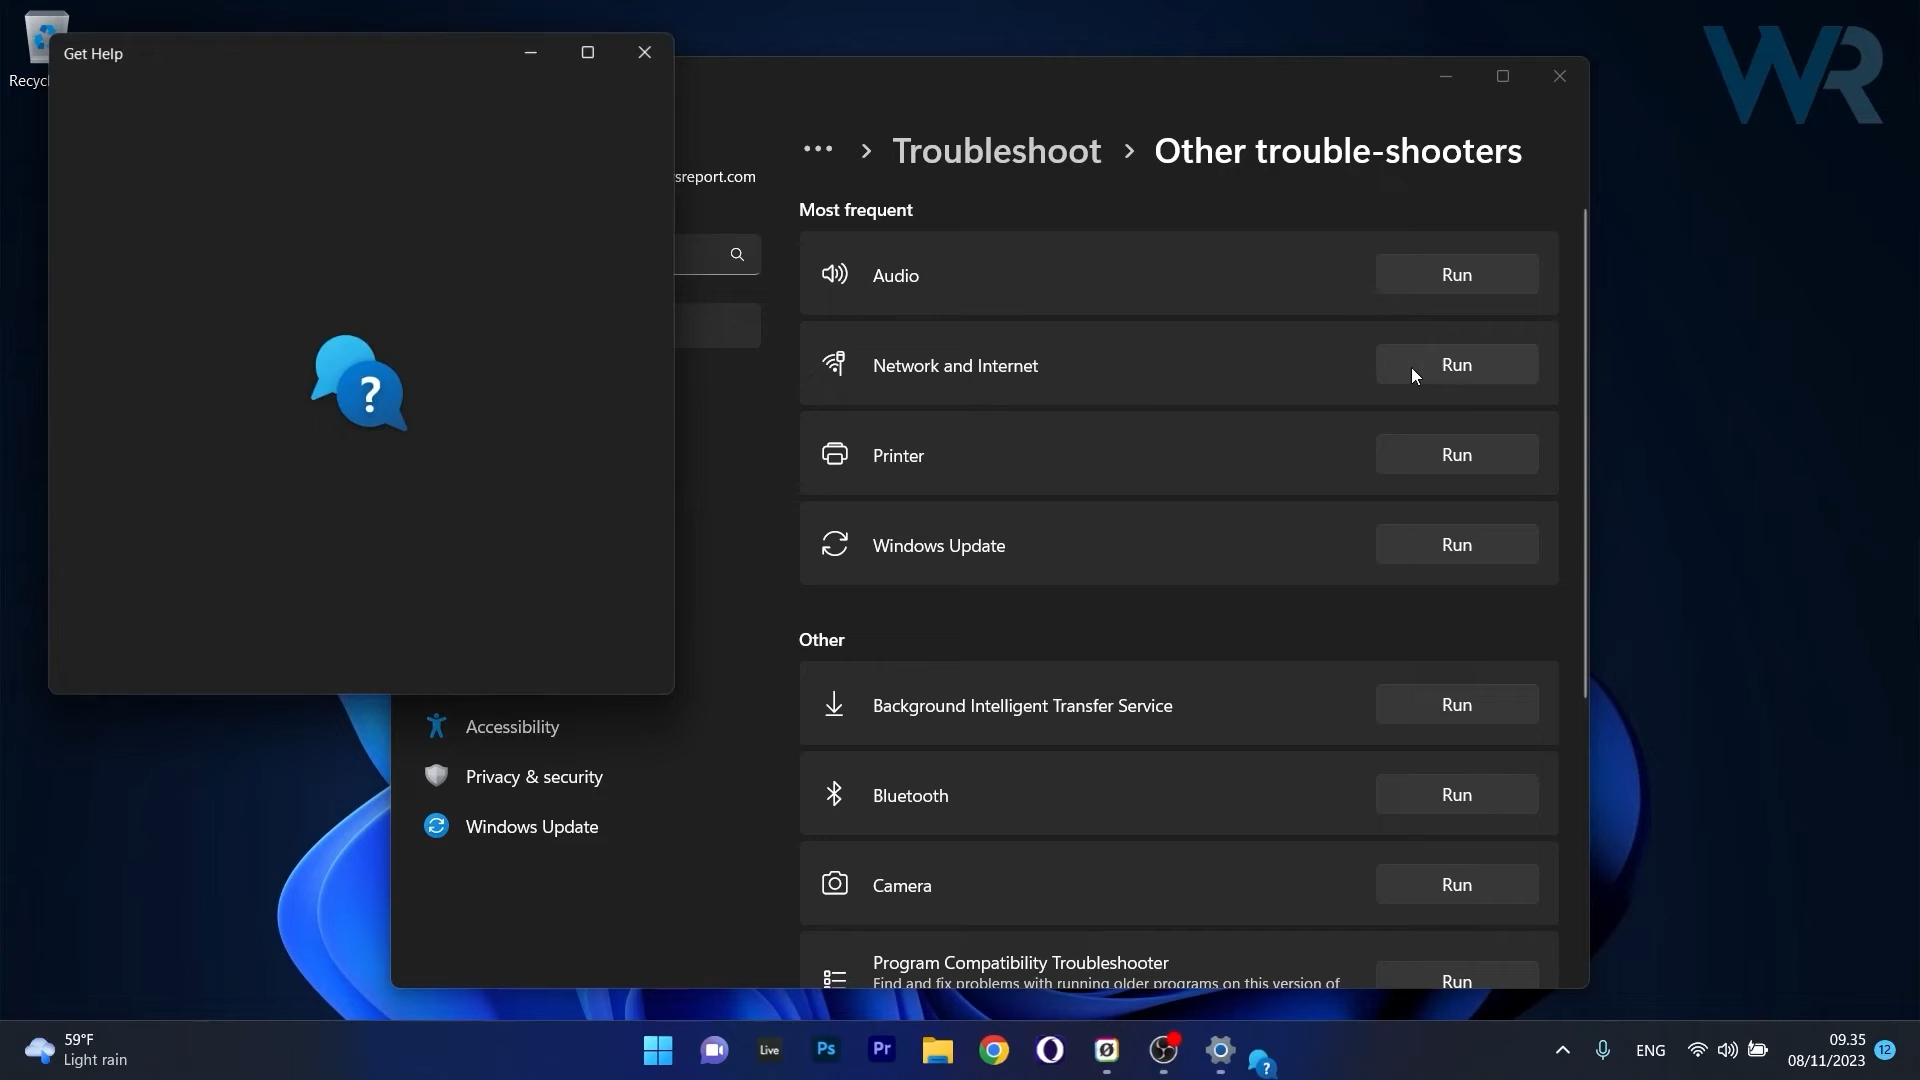 Recyc
Get Help
WR
sreport.com
... > Troubleshoot > Other trouble-shooters
Most frequent
Audio
Run
Network and Internet
Run
Printer
Run
Windows Update
Run
Other
Background Intelligent Transfer Service
Run
Bluetooth
Run
Camera
Run
Program Compatibility Troubleshooter
Find and fix problems with running older programs on this version of
Run
Accessibility
Privacy & security
Windows Update
?
59°F
Light rain
Live
Ps
Pr
?
ENG
09.35
08/11/2023
12